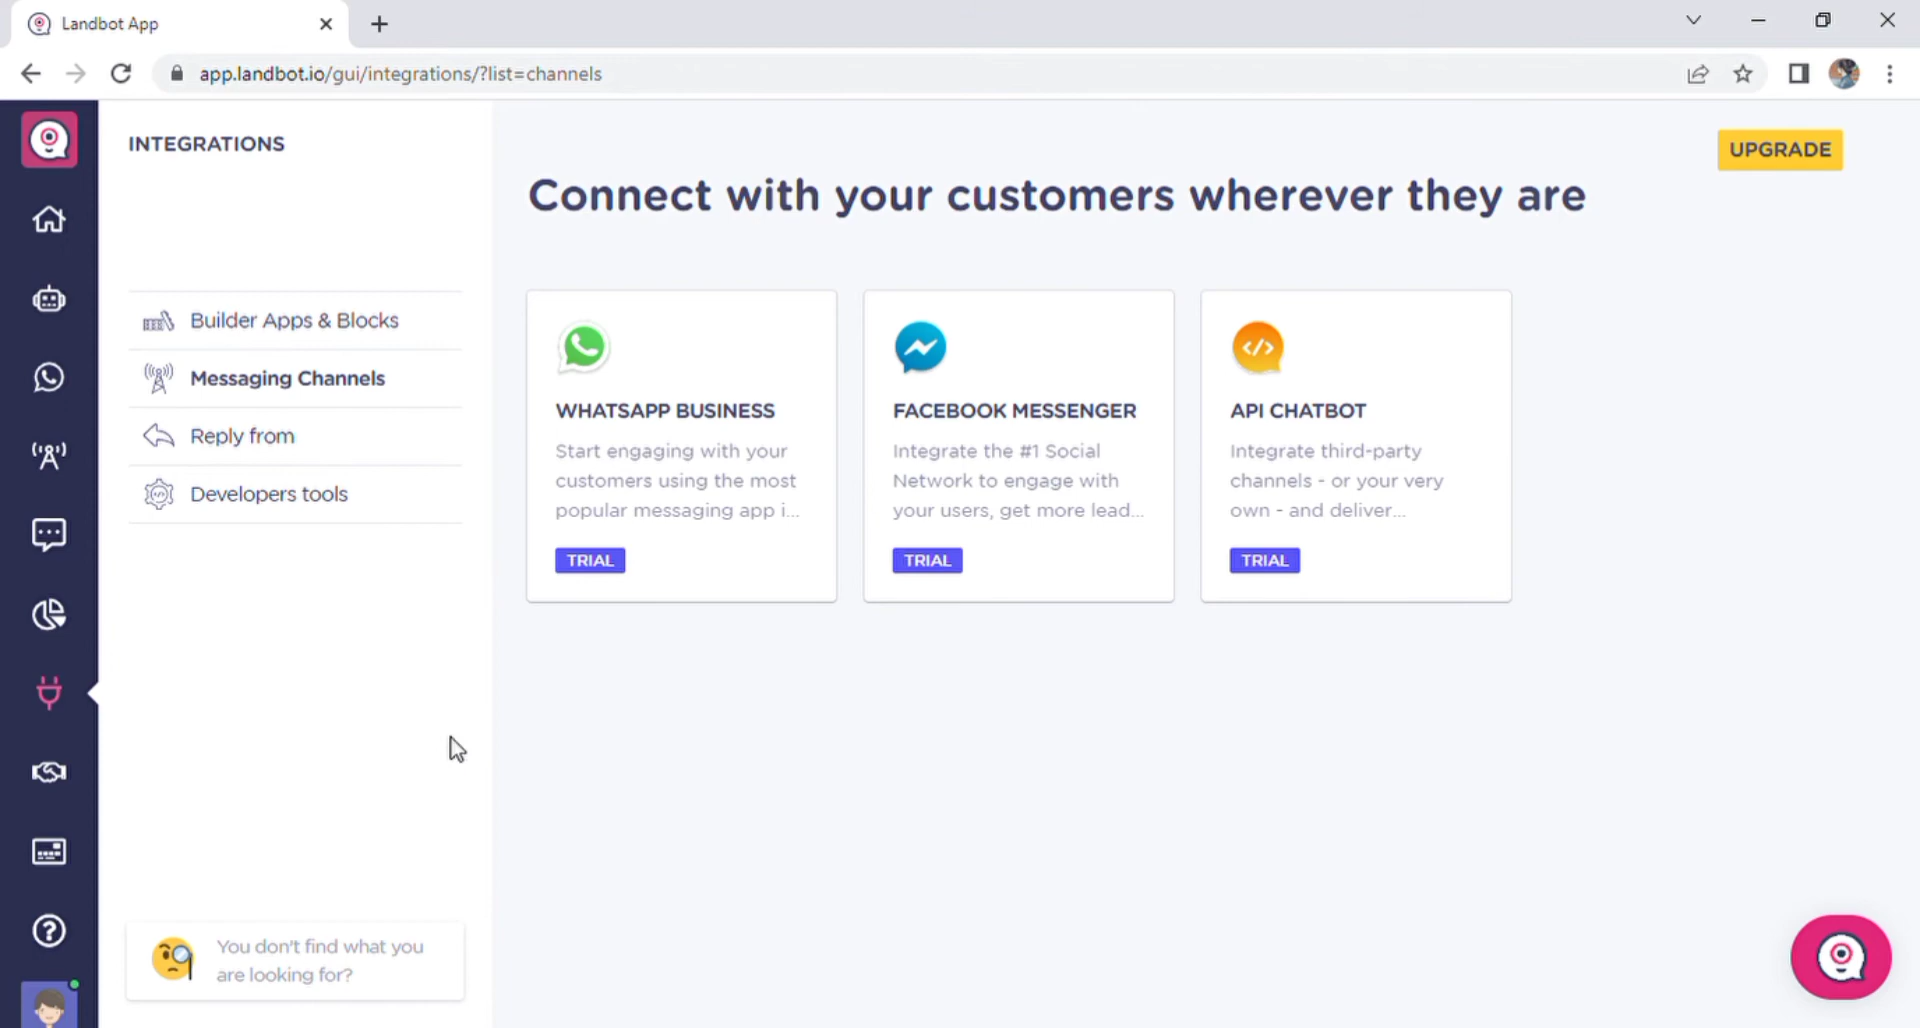 Landbot App
app.landbot.io/gui/integrations/?list=channels
INTEGRATIONS
Builder Apps & Blocks
Messaging Channels
Reply from
Developers tools
You don't find what you
are looking for?
UPGRADE
Connect with your customers wherever they are
WHATSAPP BUSINESS
Start engaging with your
customers using the most
popular messaging app i...
TRIAL
FACEBOOK MESSENGER
Integrate the #1 Social
Network to engage with
your users, get more lead...
TRIAL
API CHATBOT
Integrate third-party
channels - or your very
own - and deliver...
TRIAL